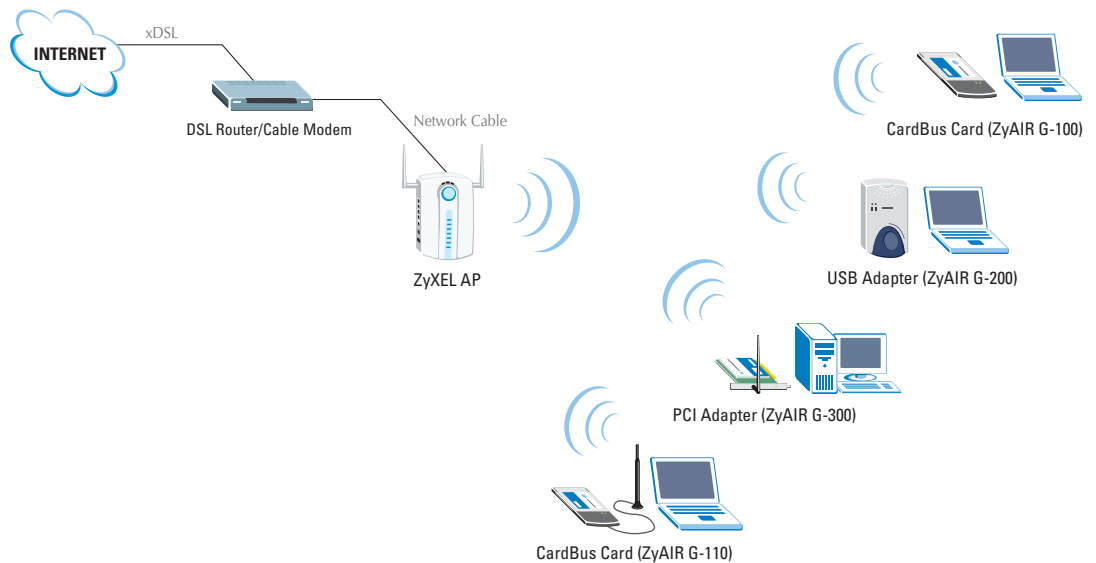 INTERNET
xDSL
DSL Router/Cable Modem
Network Cable
ZyXEL AP
CardBus Card (ZyAIR G-100)
USB Adapter (ZyAIR G-200)
PCI Adapter (ZyAIR G-300)
CardBus Card (ZyAIR G-110)